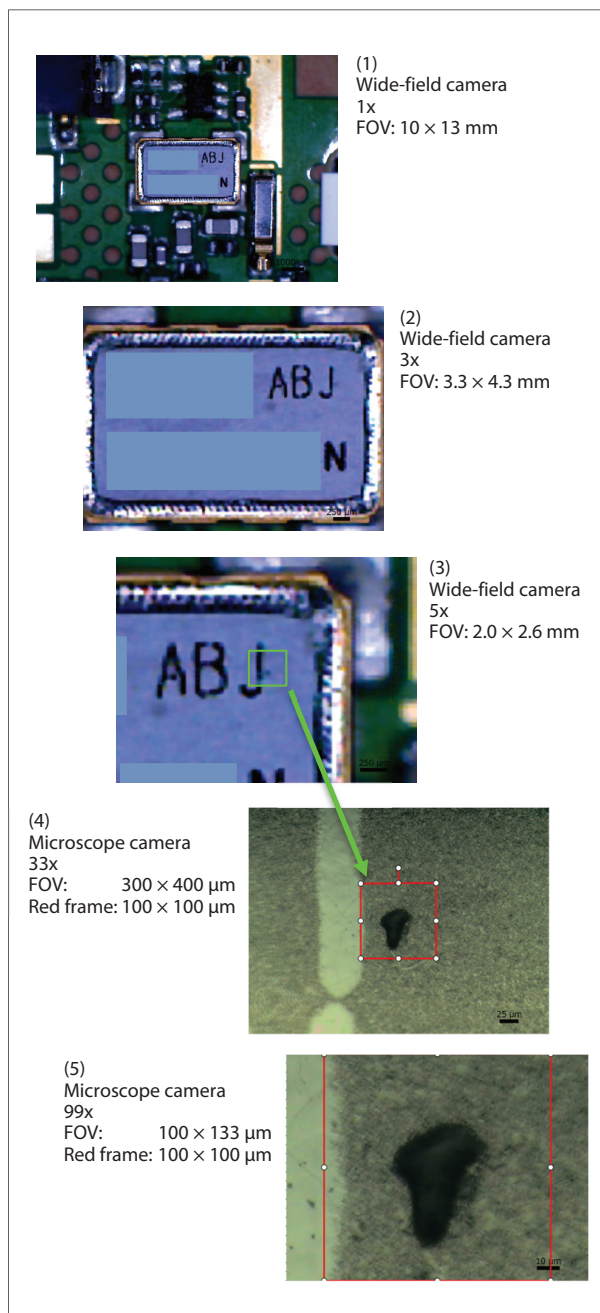 (1)
Wide-field camera
1x
FOV: 10 × 13 mm
ABJ
N
(2)
Wide-field camera
3x
FOV: 3.3 × 4.3 mm
ABJ
N
250 µm
(3)
Wide-field camera
5x
FOV: 2.0 × 2.6 mm
ABJ
N
250 µm
(4)
Microscope camera
33x
FOV: 300 × 400 µm
Red frame: 100 × 100 µm
25 µm
(5)
Microscope camera
99x
FOV: 100 × 133 µm
Red frame: 100 × 100 µm
10 µm